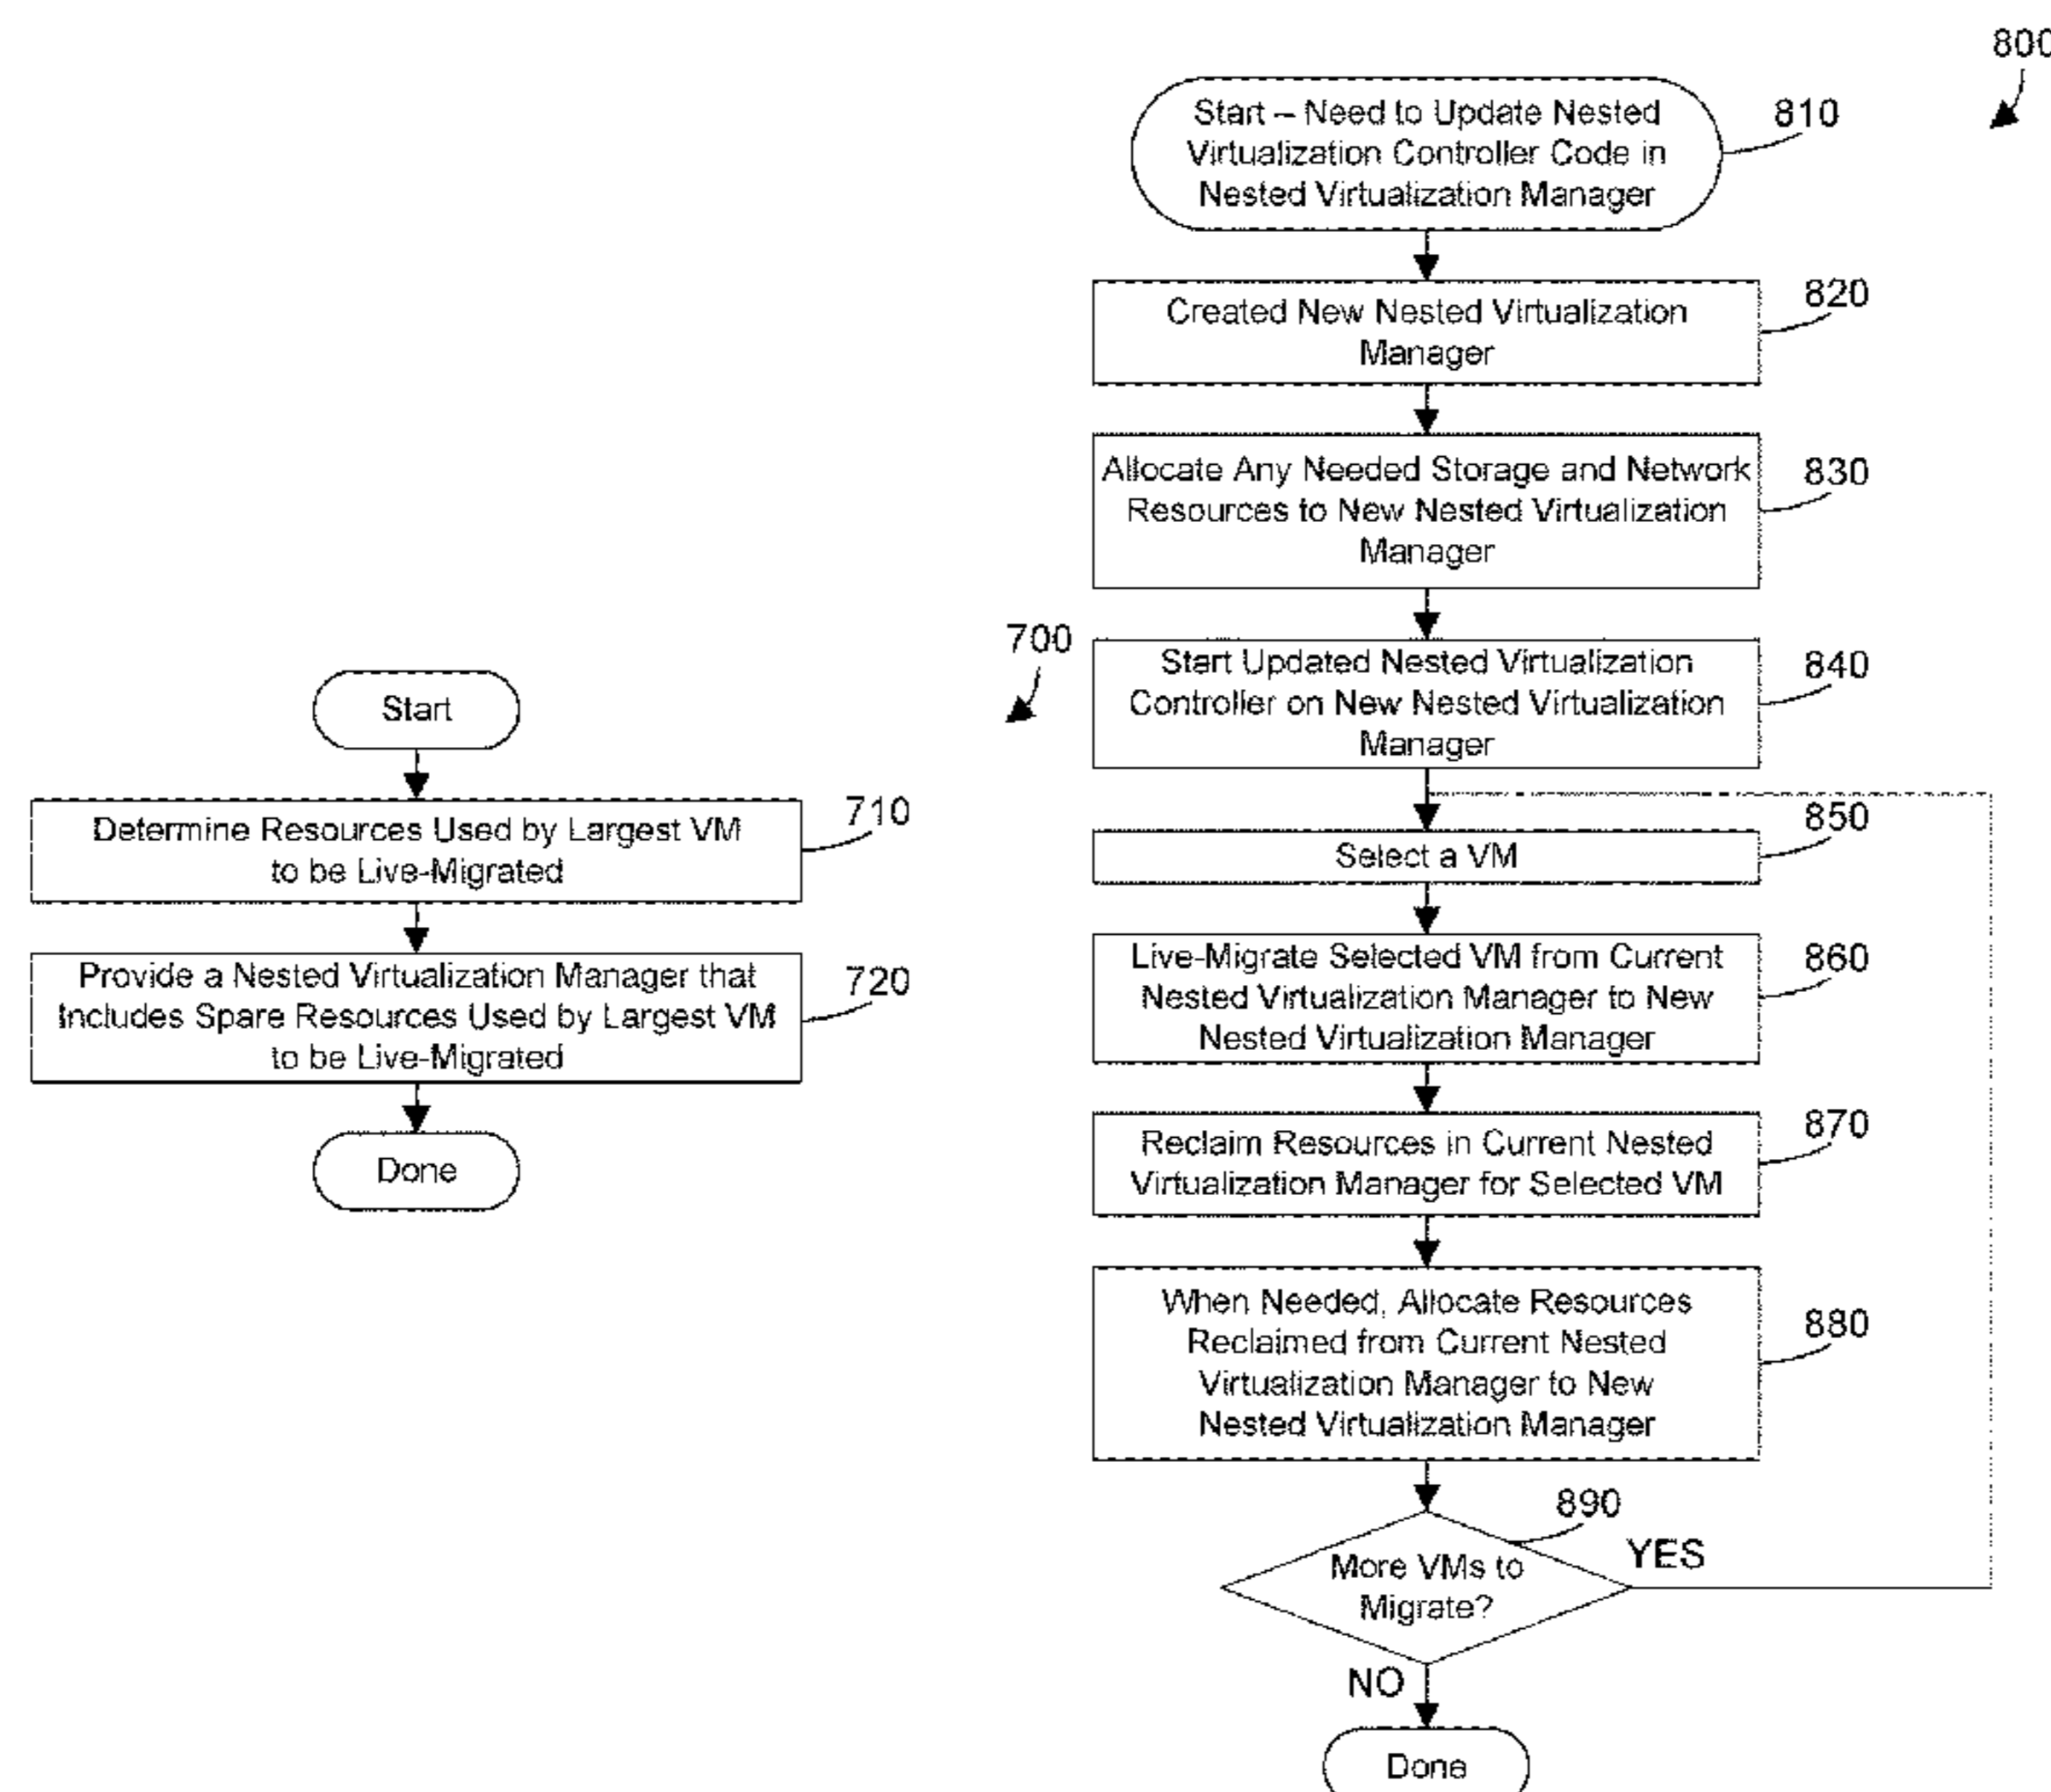 700
Start
Determine Resources Used by Largest VM
to be Live-Migrated
710
Provide a Nested Virtualization Manager that
Includes Spare Resources Used by Largest VM
to be Live-Migrated
720
Done
800
Start – Need to Update Nested
Virtualization Controller Code in
Nested Virtualization Manager
810
Created New Nested Virtualization
Manager
820
Allocate Any Needed Storage and Network
Resources to New Nested Virtualization
Manager
830
Start Updated Nested Virtualization
Controller on New Nested Virtualization
Manager
840
Select a VM
850
Live-Migrate Selected VM from Current
Nested Virtualization Manager to New
Nested Virtualization Manager
860
Reclaim Resources in Current Nested
Virtualization Manager for Selected VM
870
When Needed, Allocate Resources
Reclaimed from Current Nested
Virtualization Manager to New
Nested Virtualization Manager
880
More VMs to
Migrate?
890
YES
NO
Done